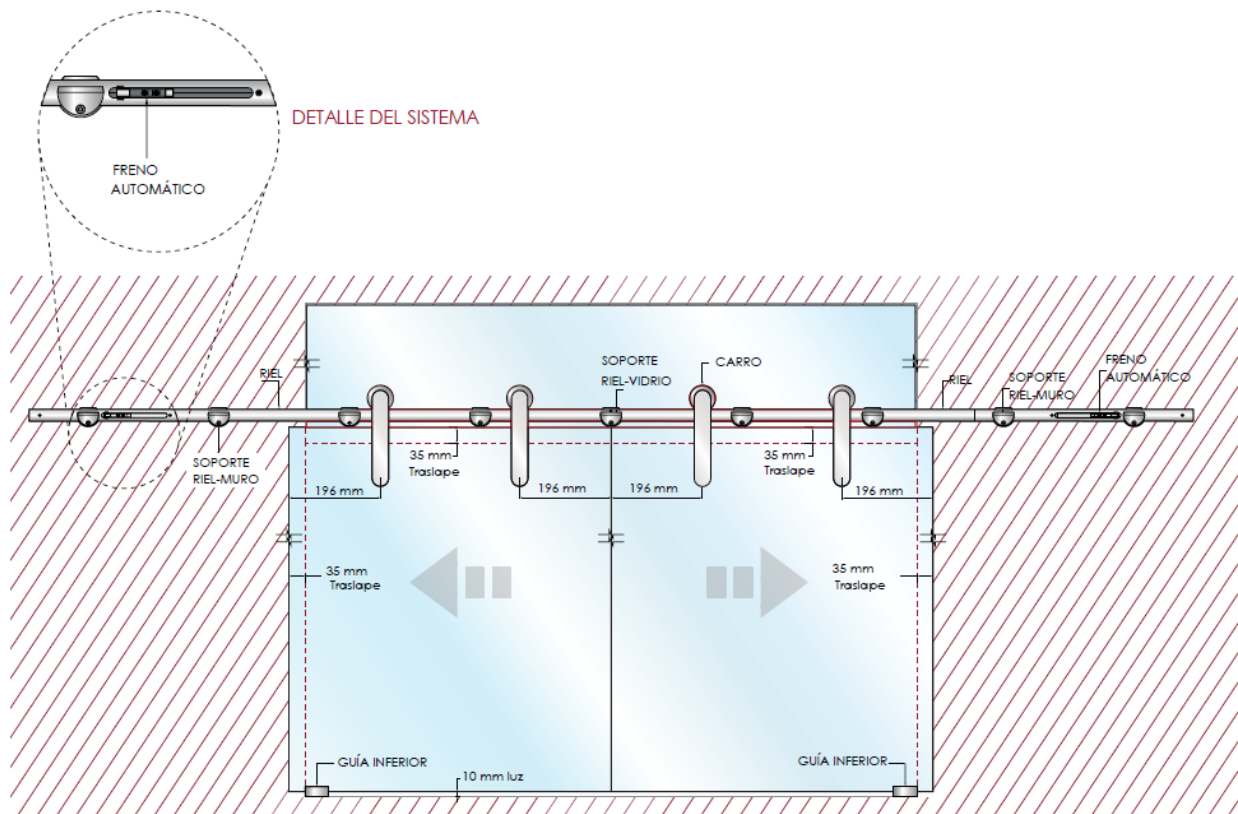 DETALLE DEL SISTEMA
FRENO
AUTOMÁTICO
RIEL
SOPORTE
RIEL-VIDRIO
CARRO
RIEL
SOPORTE
RIEL-MURO
FRENO
AUTOMÁTICO
SOPORTE
RIEL-MURO
35 mm
Traslape
35 mm
Traslape
196 mm
196 mm
196 mm
196 mm
35 mm
Traslape
35 mm
Traslape
GUÍA INFERIOR
10 mm luz
GUÍA INFERIOR